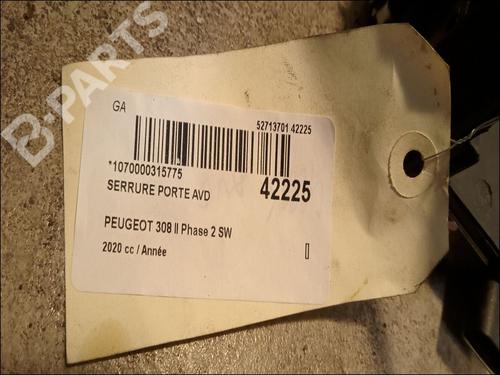 GA
52713701 42225
*1070000315775
SERRURE PORTE AVD
42225
PEUGEOT 308 II Phase 2 SW
2020 cc / Année
B-PARTS